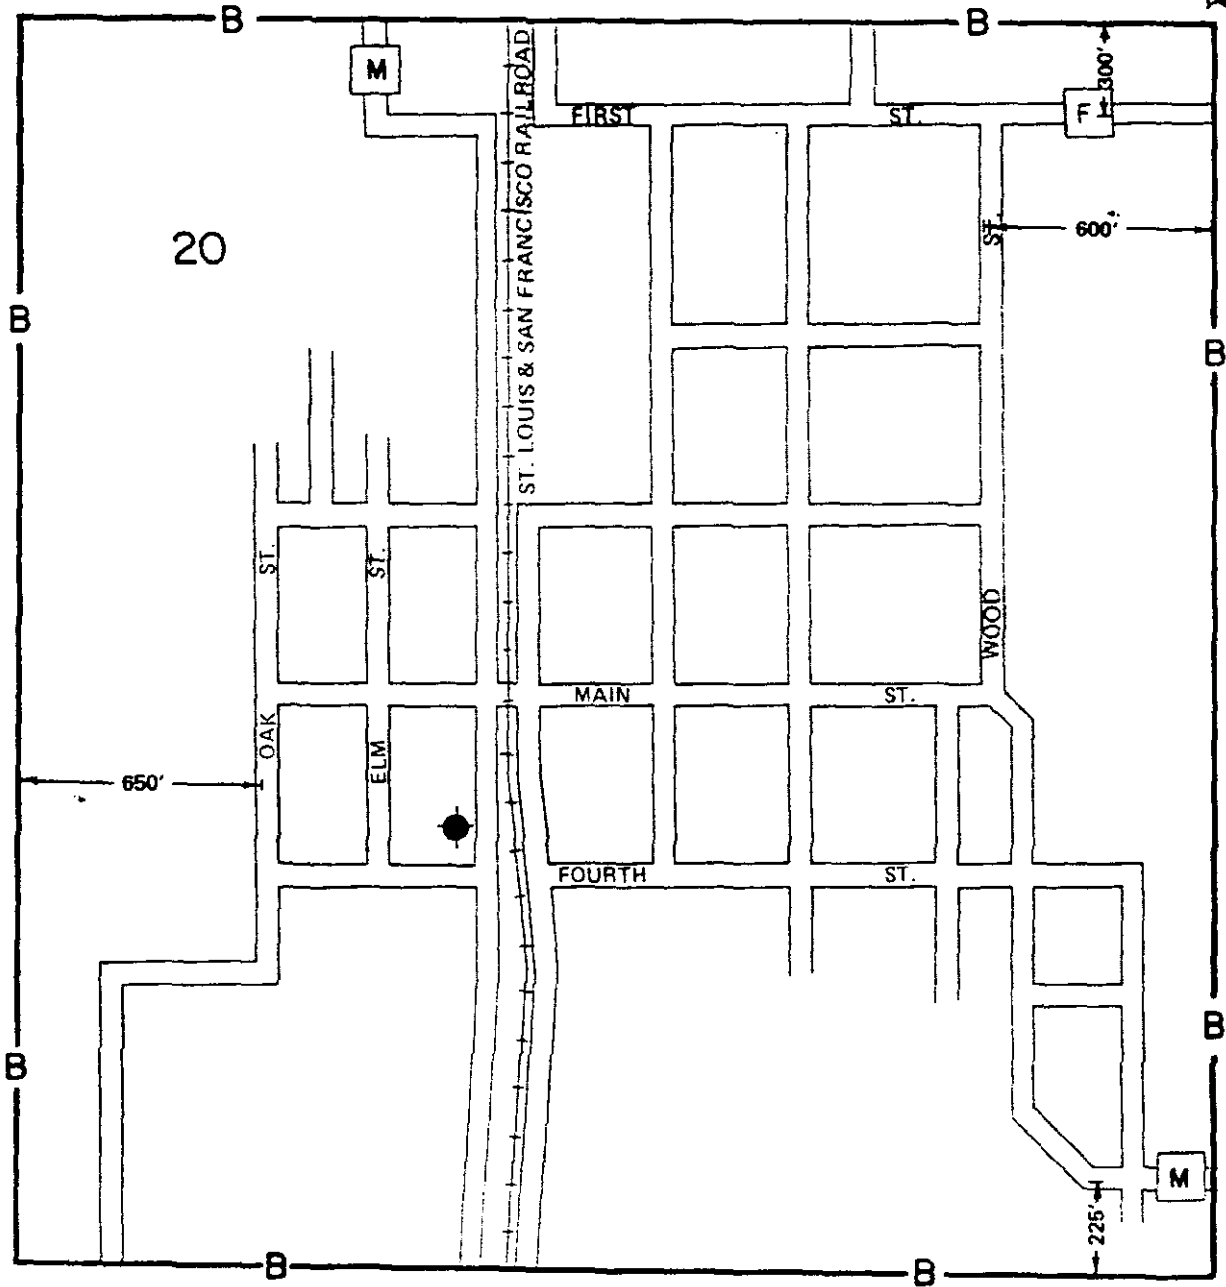 B
B
M
300'
FIRST ST.
F
ST. LOUIS & SAN FRANCISCO RAILROAD
20
ST.
600'
B
B
ST.
ST.
WOOD
MAIN ST.
OAK
ELM
650'
FOURTH ST.
B
B
M
225'
B
B